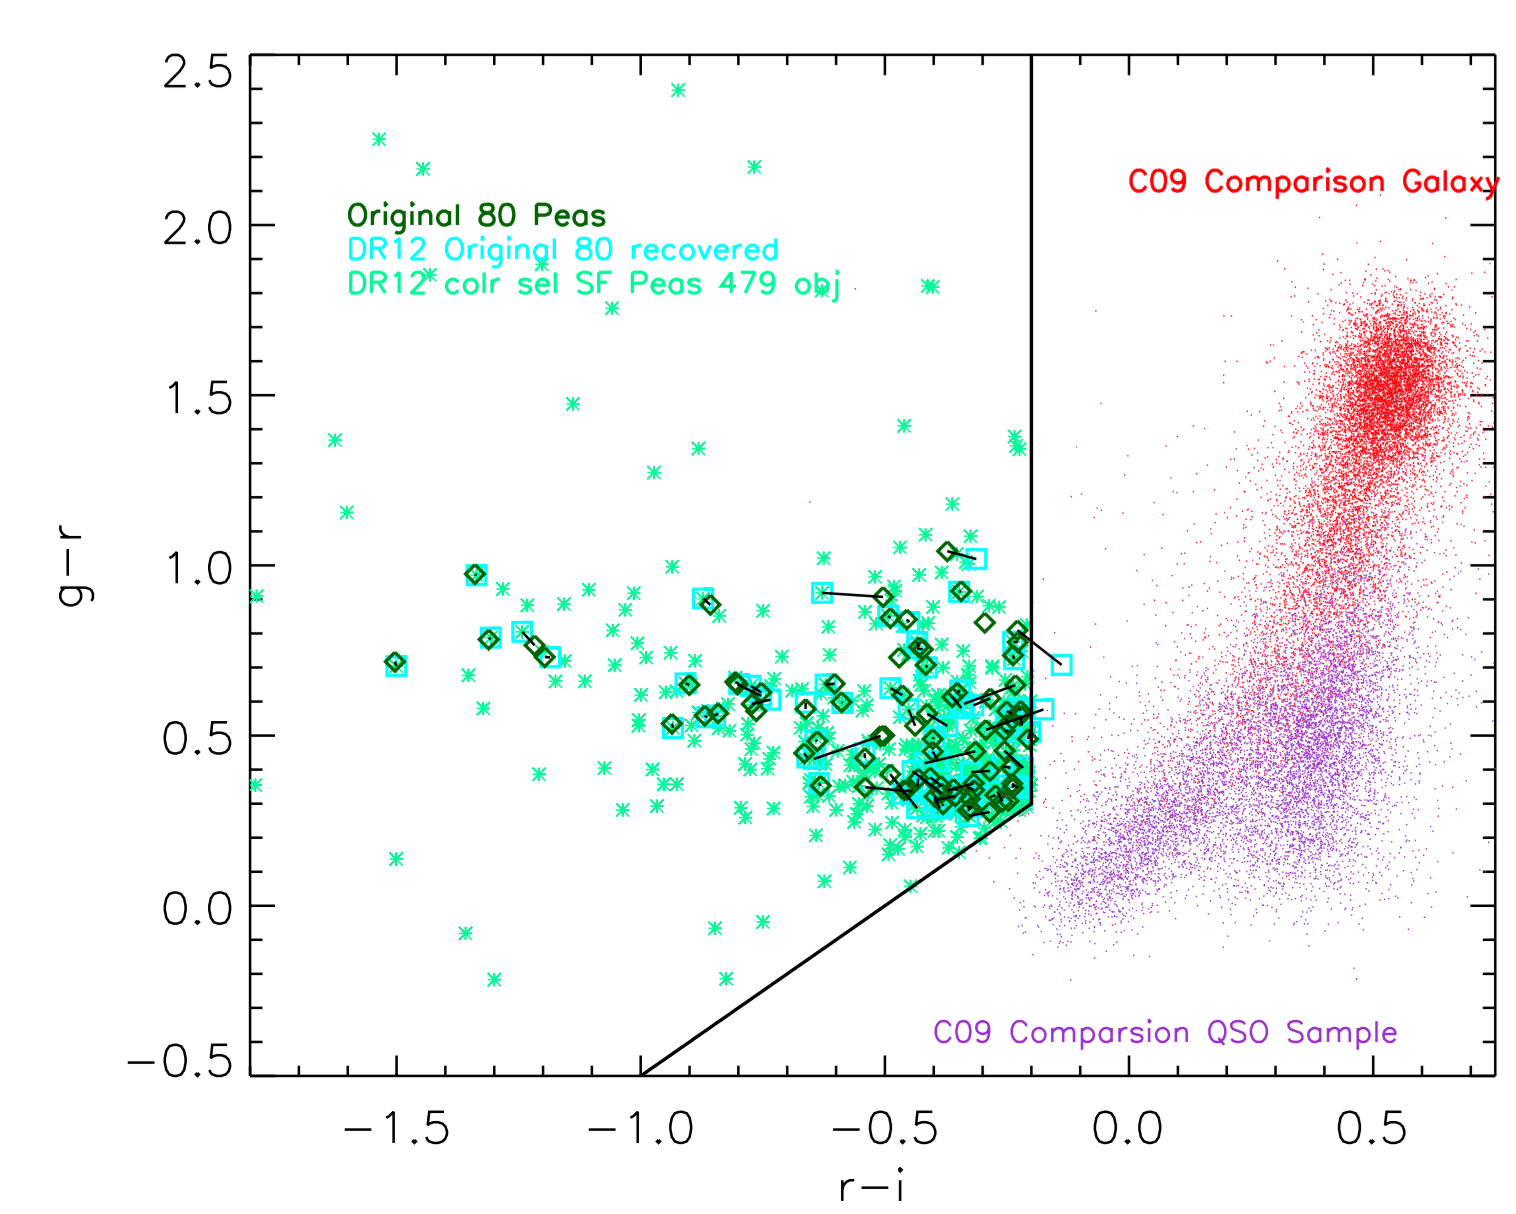 2.5
C09 Comparison Galaxy
Original 80 Peas
2.0
DR12 Original 80 recovered
DR12 colr sel SF Peas 479 obj
1.5
1.0
g-r
0.5
0.0
C09 Comparsion QSO Sample
-0.5
-1.5 -1.0 -0.5 0.0 0.5
r-i